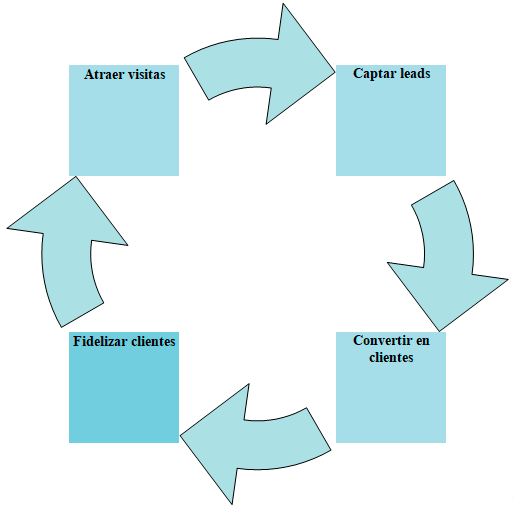 Atraer visitas
Captar leads
Convertir en
clientes
Fidelizar clientes